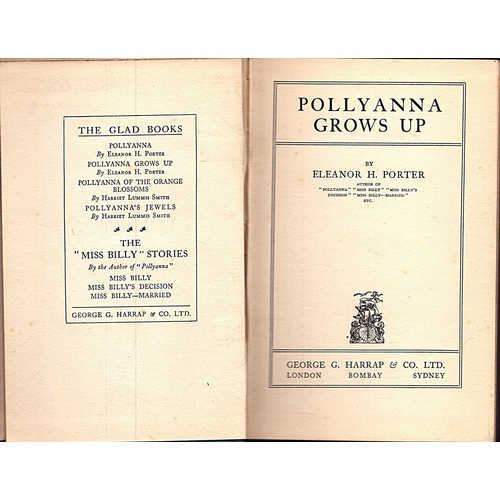 THE GLAD BOOKS
POLLYANNA
By Eleanor H. Porter
POLLYANNA GROWS UP
By Eleanor H. Porter
POLLYANNA OF THE ORANGE
BLOSSOMS
By Harriet Lummis Smith
POLLYANNA'S JEWELS
By Harriet Lummis Smith
THE
"MISS BILLY" STORIES
By the Author of "Pollyanna"
MISS BILLY
MISS BILLY'S DECISION
MISS BILLY—MARRIED
GEORGE G. HARRAP & CO. LTD.
POLLYANNA
GROWS UP
BY
ELEANOR H. PORTER
AUTHOR OF
"POLLYANNA" "MISS BILLY" "MISS BILLY'S
DECISION" "MISS BILLY—MARRIED"
ETC.
GEORGE G. HARRAP & CO. LTD.
LONDON BOMBAY SYDNEY